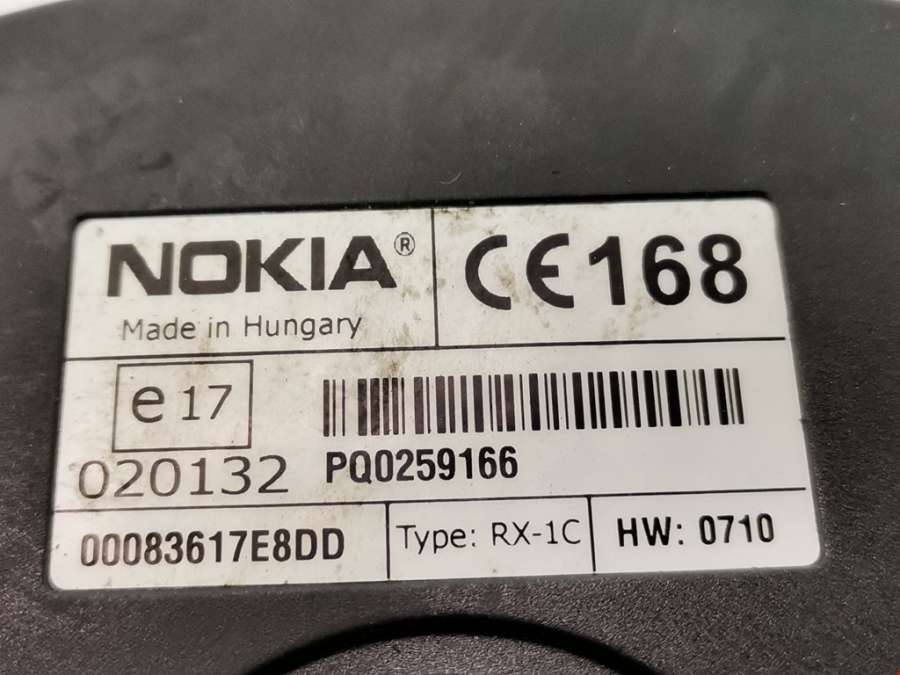 NOKIA®
Made in Hungary
CE168
e17
020132
PQ0259166
00083617E8DD
Type: RX-1C
HW: 0710